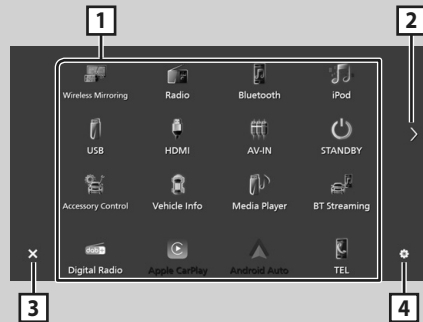 1 2
Wireless Mirroring Radio Bluetooth iPod
USB HDMI AV-IN STANDBY
Accessory Control Vehicle Info Media Player BT Streaming
dab+
Digital Radio Apple CarPlay Android Auto TEL
3 4